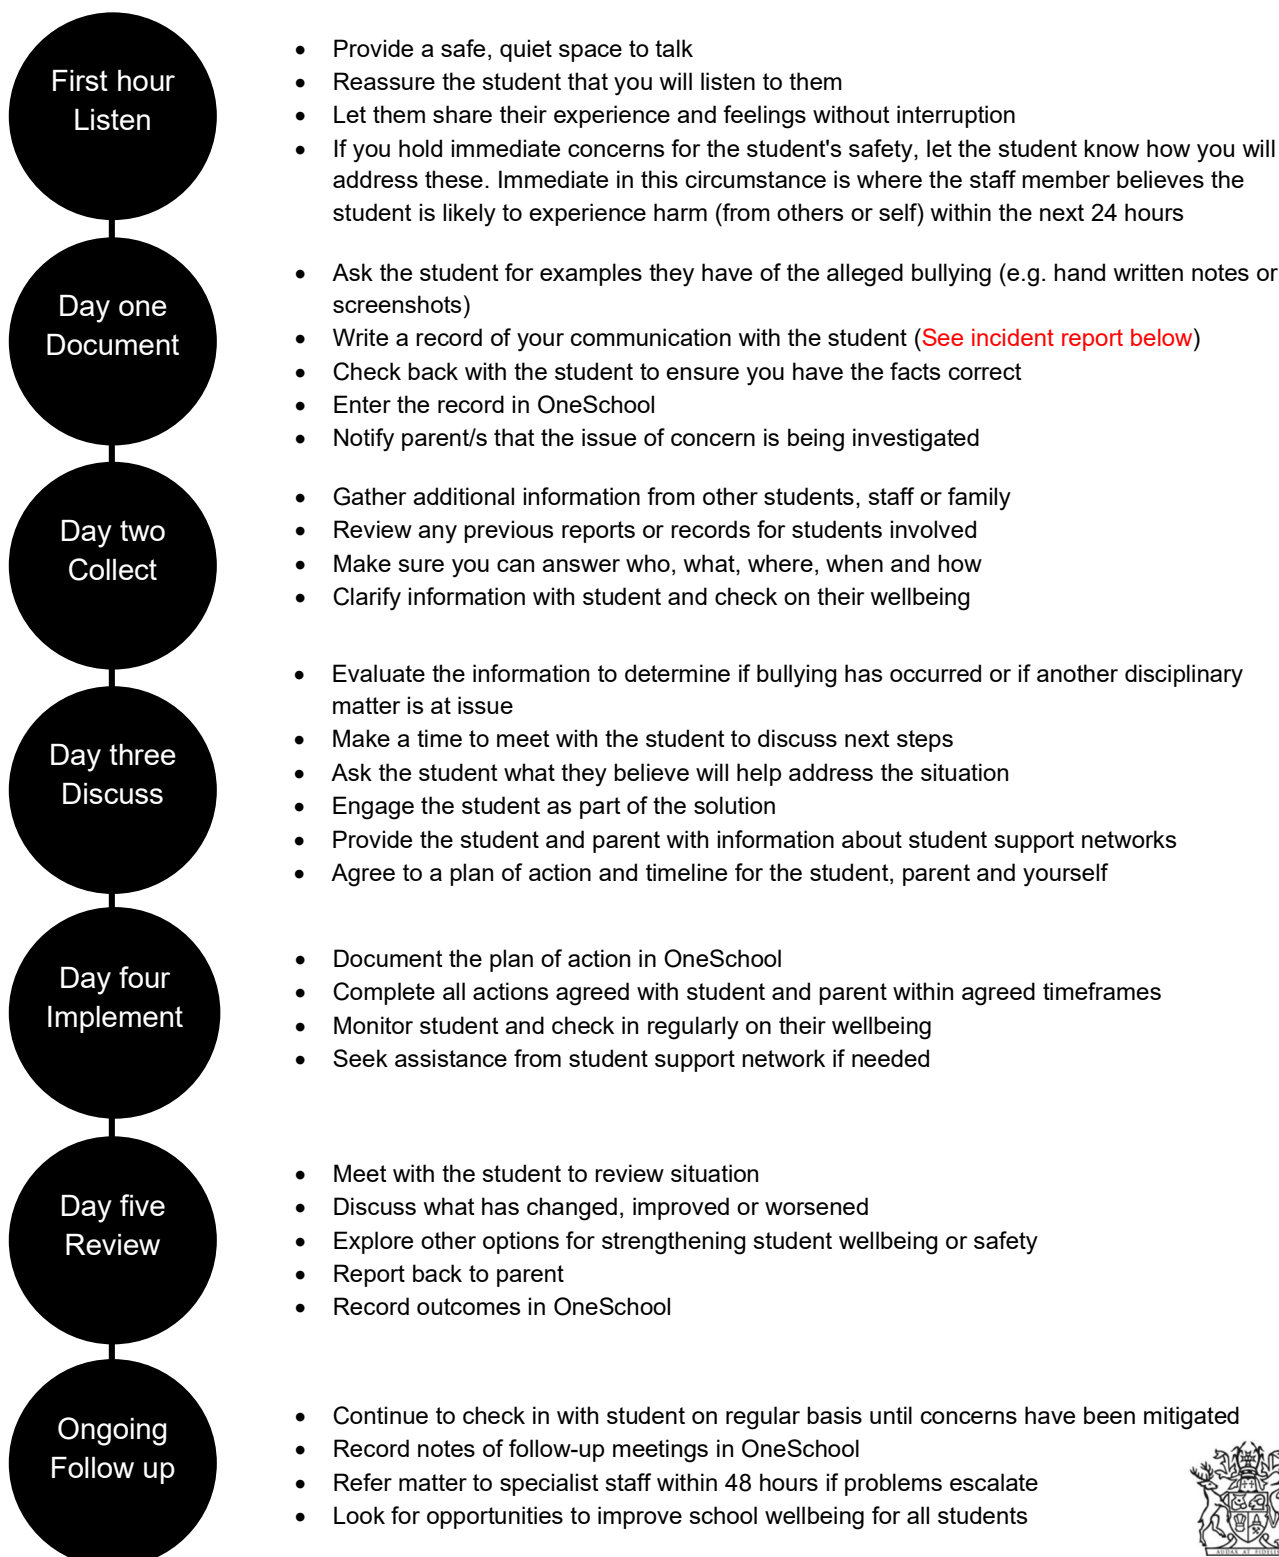 First hour
Listen
• Provide a safe, quiet space to talk
• Reassure the student that you will listen to them
• Let them share their experience and feelings without interruption
• If you hold immediate concerns for the student's safety, let the student know how you will
address these. Immediate in this circumstance is where the staff member believes the
student is likely to experience harm (from others or self) within the next 24 hours
Day one
Document
• Ask the student for examples they have of the alleged bullying (e.g. hand written notes or
screenshots)
• Write a record of your communication with the student (See incident report below)
• Check back with the student to ensure you have the facts correct
• Enter the record in OneSchool
• Notify parent/s that the issue of concern is being investigated
Day two
Collect
• Gather additional information from other students, staff or family
• Review any previous reports or records for students involved
• Make sure you can answer who, what, where, when and how
• Clarify information with student and check on their wellbeing
Day three
Discuss
• Evaluate the information to determine if bullying has occurred or if another disciplinary
matter is at issue
• Make a time to meet with the student to discuss next steps
• Ask the student what they believe will help address the situation
• Engage the student as part of the solution
• Provide the student and parent with information about student support networks
• Agree to a plan of action and timeline for the student, parent and yourself
Day four
Implement
• Document the plan of action in OneSchool
• Complete all actions agreed with student and parent within agreed timeframes
• Monitor student and check in regularly on their wellbeing
• Seek assistance from student support network if needed
Day five
Review
• Meet with the student to review situation
• Discuss what has changed, improved or worsened
• Explore other options for strengthening student wellbeing or safety
• Report back to parent
• Record outcomes in OneSchool
Ongoing
Follow up
• Continue to check in with student on regular basis until concerns have been mitigated
• Record notes of follow-up meetings in OneSchool
• Refer matter to specialist staff within 48 hours if problems escalate
• Look for opportunities to improve school wellbeing for all students